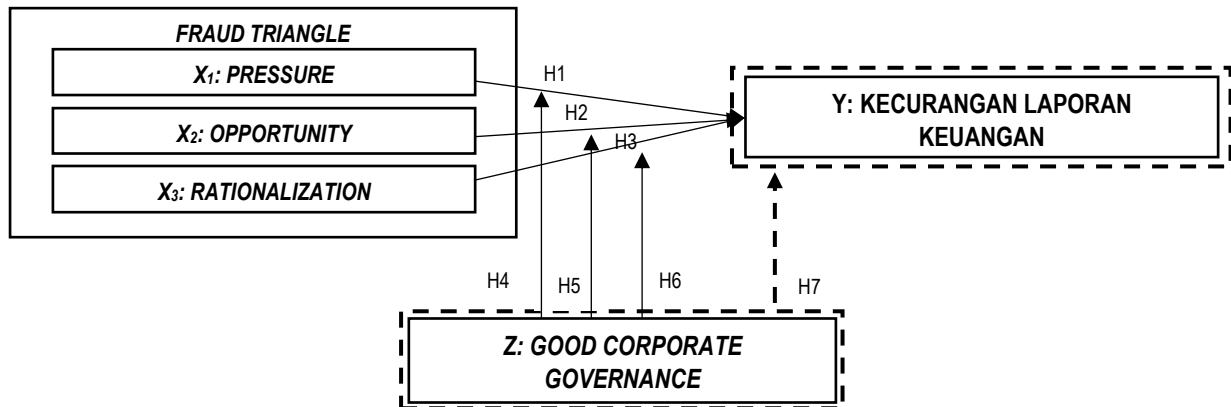 FRAUD TRIANGLE
X1: PRESSURE
X2: OPPORTUNITY
X3: RATIONALIZATION
H1
H2
H3
Y: KECURANGAN LAPORAN
KEUANGAN
H4
H5
H6
H7
Z: GOOD CORPORATE
GOVERNANCE